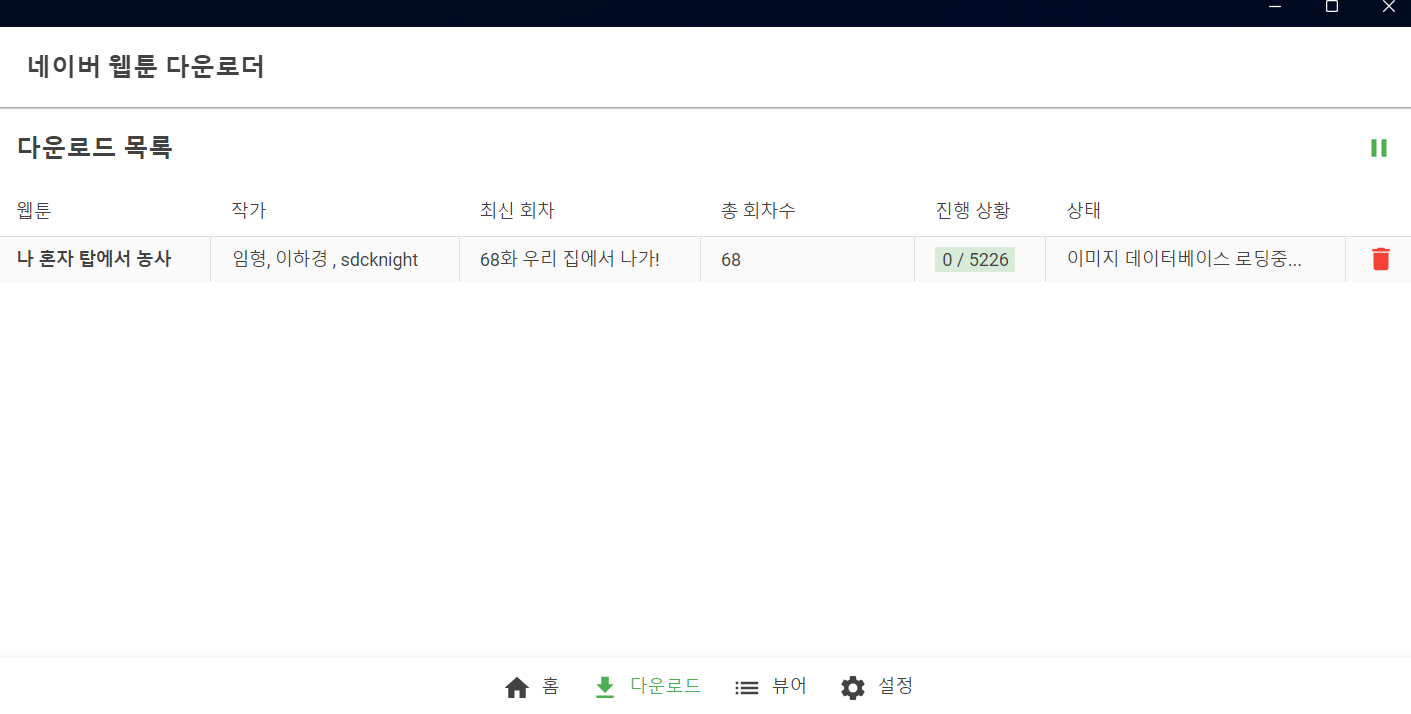 네이버 웹툰 다운로더
다운로드 목록
웹툰 작가 최신 회차 총 회차수 진행 상황 상태
나 혼자 탑에서 농사 임형, 이하경 , sdcknight 68화 우리 집에서 나가! 68 0 / 5226 이미지 데이터베이스 로딩중...
홈 다운로드 뷰어 설정